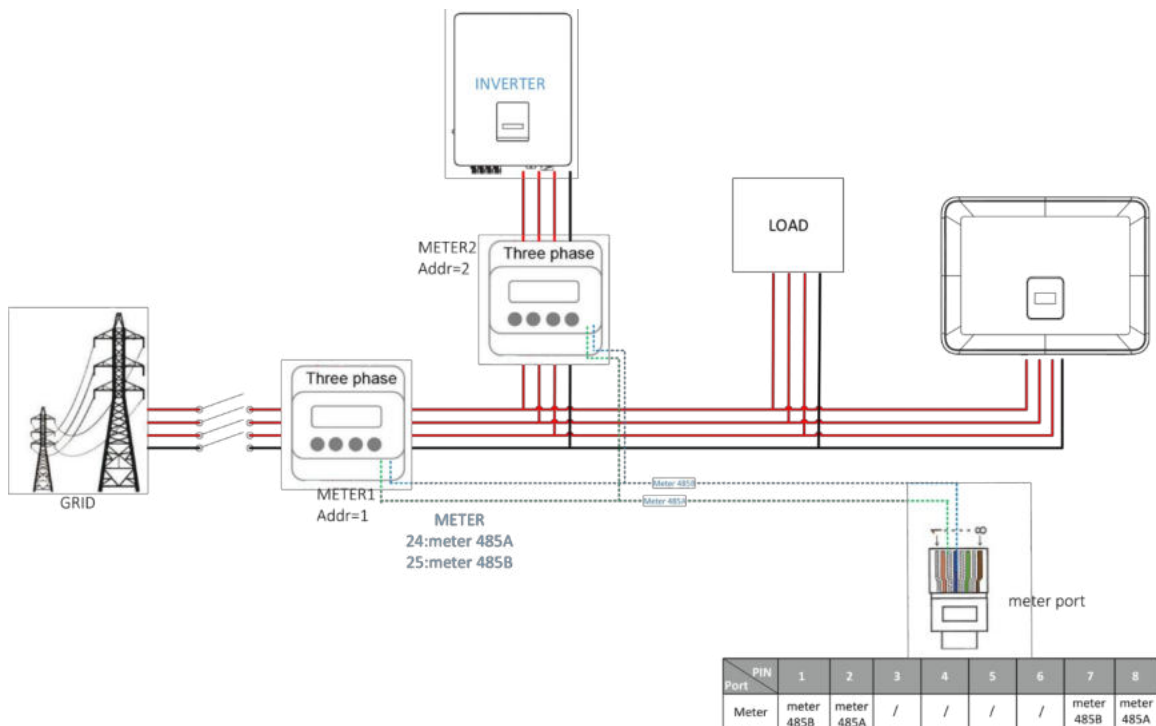 INVERTER
METER2
Addr=2
Three phase
LOAD
Three phase
GRID
METER1
Addr=1
Meter 485B
Meter 485A
METER
24:meter 485A
25:meter 485B
1 8
meter port
PIN
Port
1 2 3 4 5 6 7 8
Meter meter 485B meter 485A / / / / meter 485B meter 485A